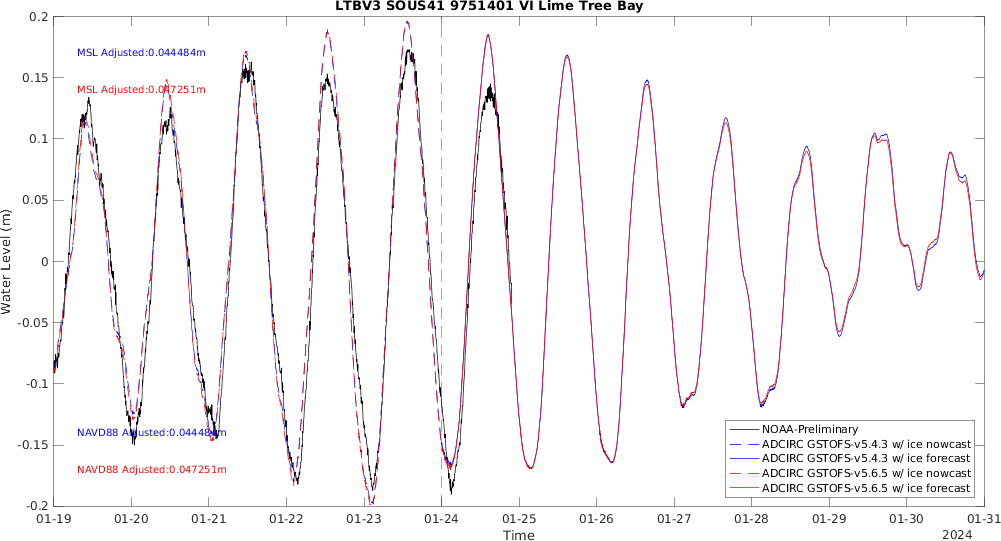 LTBV3 SOUS41 9751401 VI Lime Tree Bay
0.2
MSL Adjusted:0.044484m
0.15
MSL Adjusted:0.047251m
0.1
0.05
0
-0.05
-0.1
-0.15
-0.2
Water Level (m)
NAVD88 Adjusted:0.044484m
NAVD88 Adjusted:0.047251m
NOAA-Preliminary
ADCIRC GSTOFS-v5.4.3 w/ ice nowcast
ADCIRC GSTOFS-v5.4.3 w/ ice forecast
ADCIRC GSTOFS-v5.6.5 w/ ice nowcast
ADCIRC GSTOFS-v5.6.5 w/ ice forecast
01-19 01-20 01-21 01-22 01-23 01-24 01-25 01-26 01-27 01-28 01-29 01-30 01-31
Time
2024